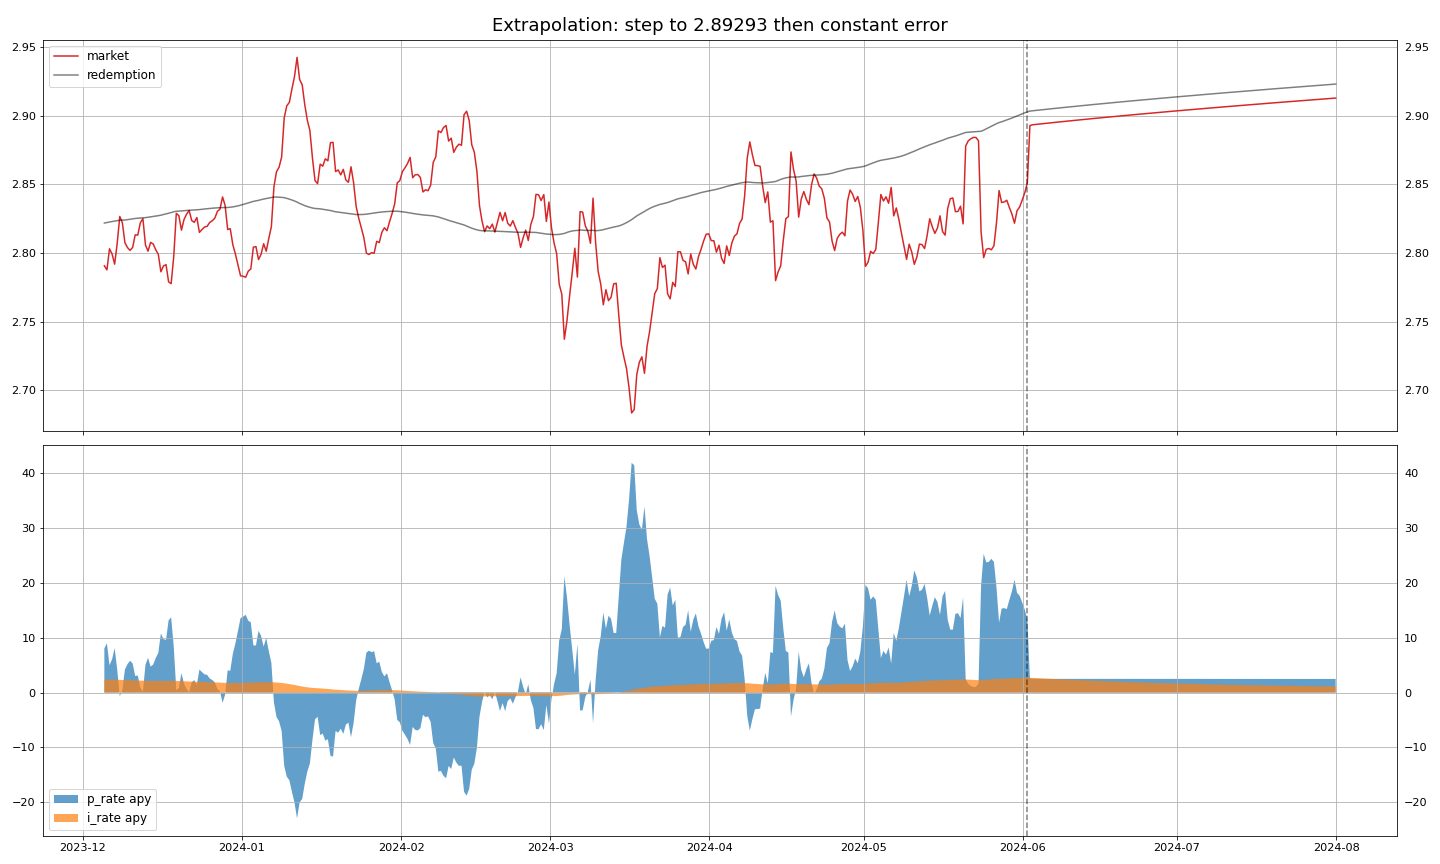 Extrapolation: step to 2.89293 then constant error
market
redemption
2.95 2.95
2.90 2.90
2.85 2.85
2.80 2.80
2.75 2.75
2.70 2.70
40 40
30 30
20 20
10 10
0 0
−10 −10
−20 −20
p_rate apy
i_rate apy
2023-12 2024-01 2024-02 2024-03 2024-04 2024-05 2024-06 2024-07 2024-08